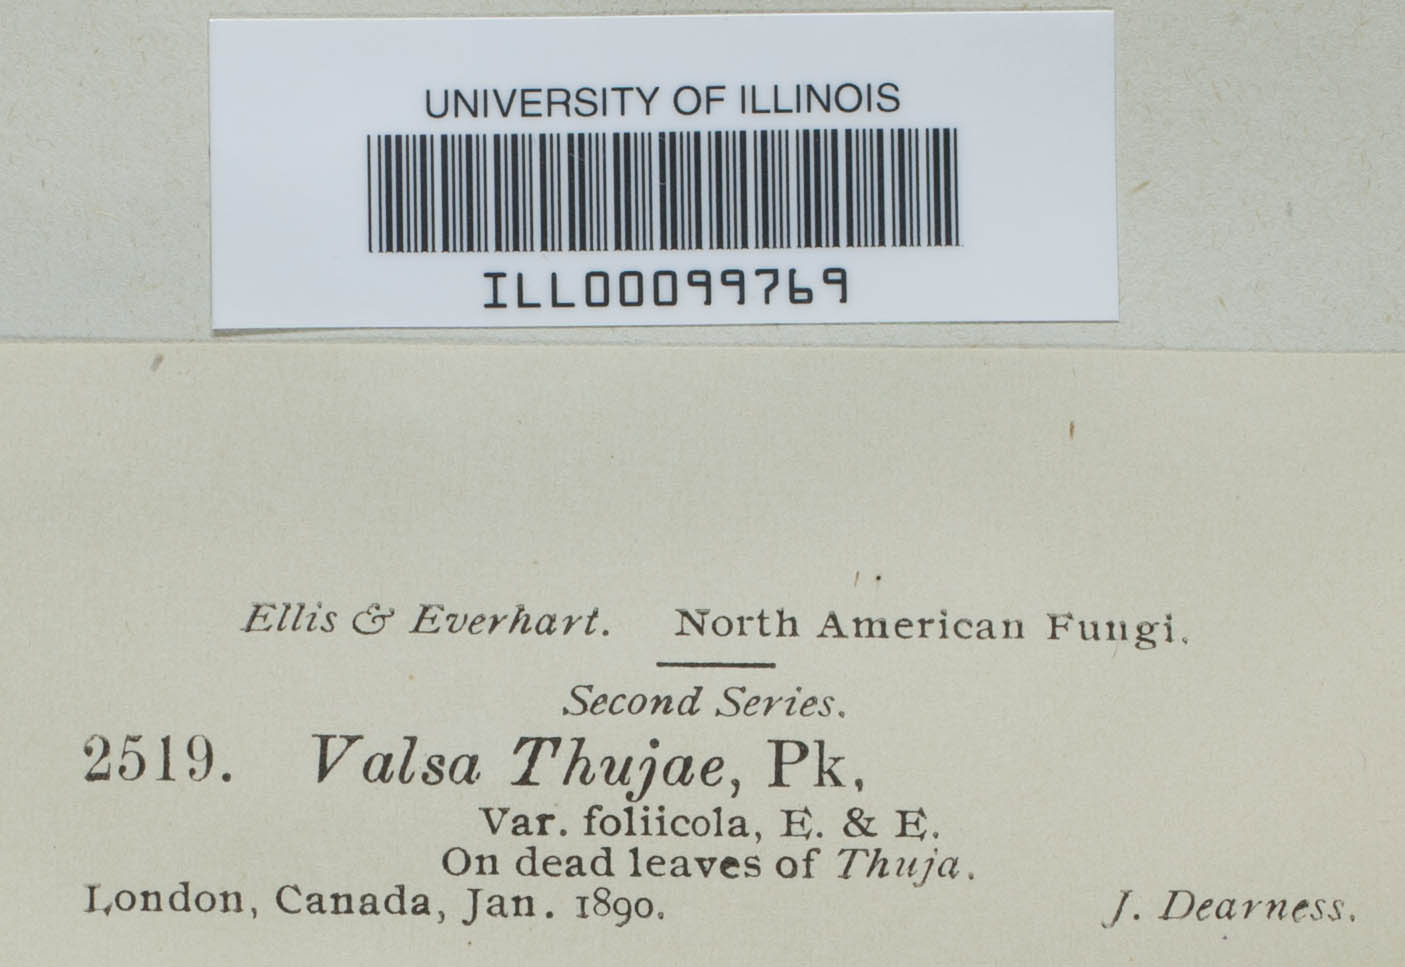 UNIVERSITY OF ILLINOIS
ILL00099769
Ellis & Everhart. North American Fungi.
Second Series.
2519. Valsa Thujae, Pk,
Var. foliicola, E. & E.
On dead leaves of Thuja.
London, Canada, Jan. 1890. J. Dearness.